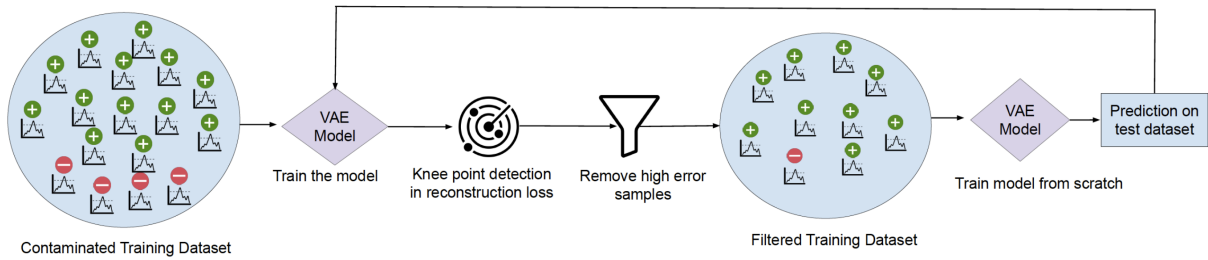 VAE
Model
VAE
Model
Prediction on
test dataset
Train the model
Knee point detection
in reconstruction loss
Remove high error
samples
Train model from scratch
Contaminated Training Dataset
Filtered Training Dataset